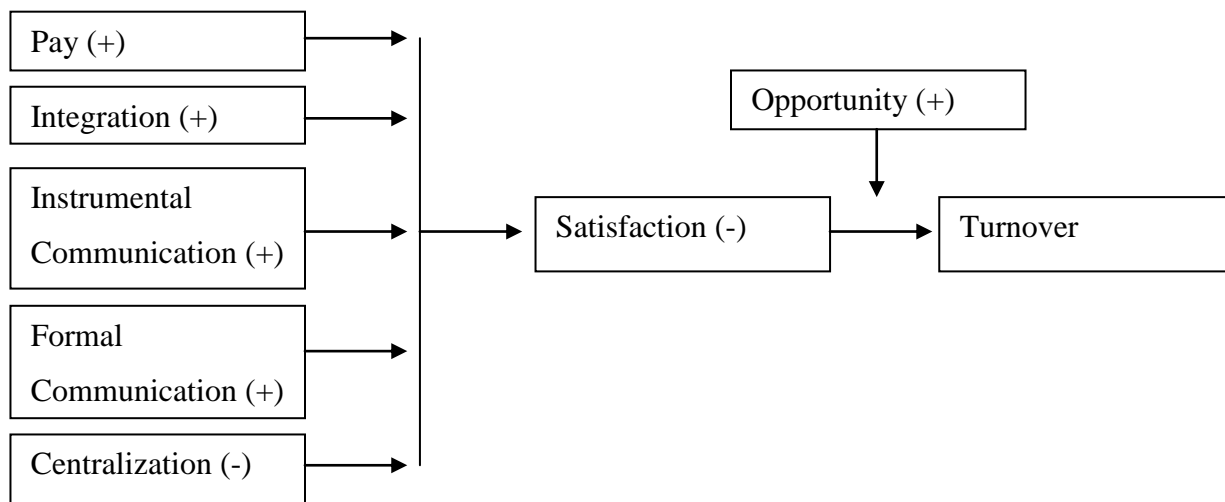 Pay (+)
Integration (+)
Instrumental
Communication (+)
Formal
Communication (+)
Centralization (-)
Opportunity (+)
Satisfaction (-)
Turnover